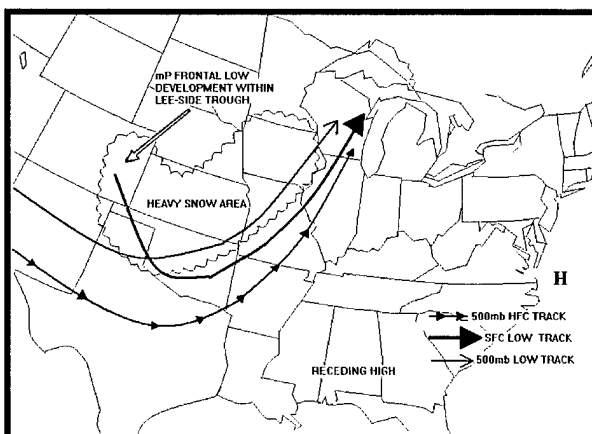 mP FRONTAL LOW
DEVELOPMENT WITHIN
LEE-SIDE TROUGH
HEAVY SNOW AREA
H
500mb HFC TRACK
SFC LOW TRACK
500mb LOW TRACK
RECEDING HIGH